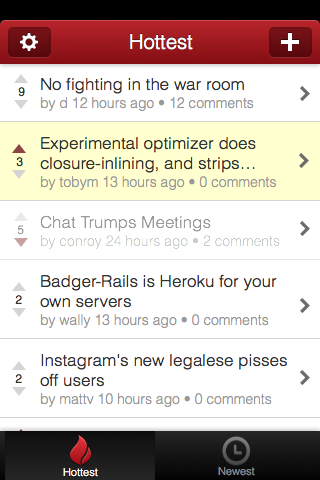 Hottest
9
No fighting in the war room
by d 12 hours ago • 12 comments
3
Experimental optimizer does
closure-inlining, and strips…
by tobym 13 hours ago • 0 comments
5
Chat Trumps Meetings
by conroy 24 hours ago • 2 comments
2
Badger-Rails is Heroku for your
own servers
by wally 13 hours ago • 0 comments
2
Instagram's new legalese pisses
off users
by mattv 10 hours ago • 0 comments
Hottest
Newest